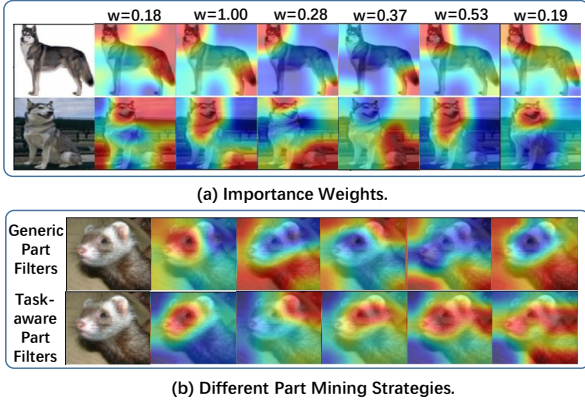 w=0.18 w=1.00 w=0.28 w=0.37 w=0.53 w=0.19
(a) Importance Weights.
Generic
Part
Filters
Task-
aware
Part
Filters
(b) Different Part Mining Strategies.